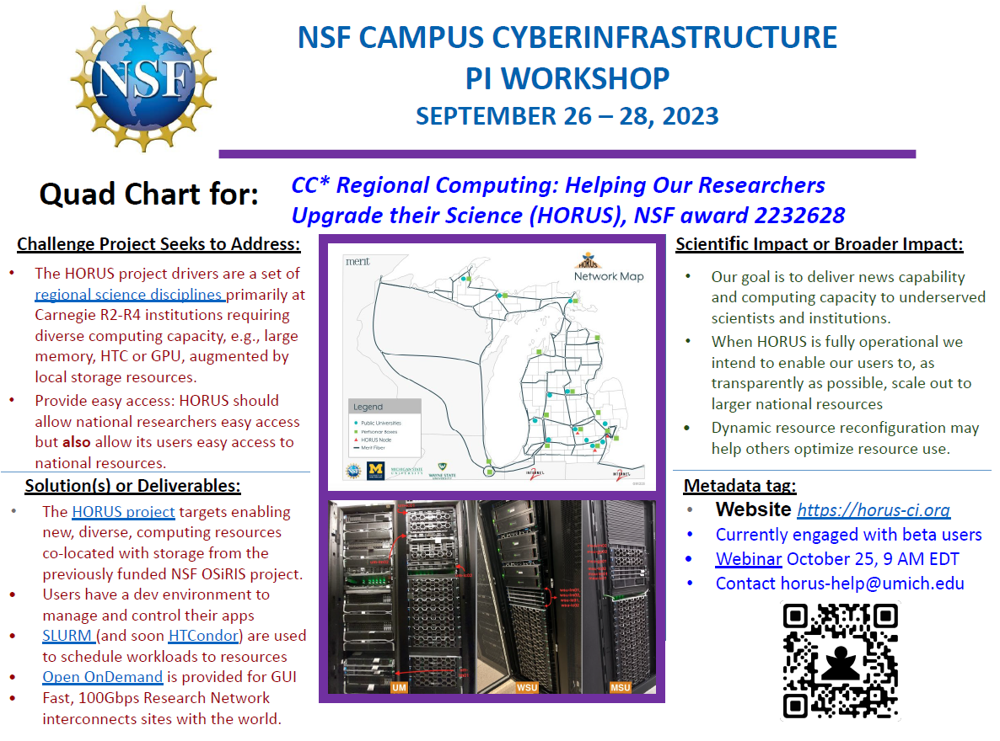 NSF
NSF CAMPUS CYBERINFRASTRUCTURE
PI WORKSHOP
SEPTEMBER 26 – 28, 2023
Quad Chart for:
CC* Regional Computing: Helping Our Researchers
Upgrade their Science (HORUS), NSF award 2232628
Challenge Project Seeks to Address:
• The HORUS project drivers are a set of
regional science disciplines primarily at
Carnegie R2-R4 institutions requiring
diverse computing capacity, e.g., large
memory, HTC or GPU, augmented by
local storage resources.
• Provide easy access: HORUS should
allow national researchers easy access
but also allow its users easy access to
national resources.
Solution(s) or Deliverables:
• The HORUS project targets enabling
new, diverse, computing resources
co-located with storage from the
previously funded NSF OSiRIS project.
• Users have a dev environment to
manage and control their apps
• SLURM (and soon HTCondor) are used
to schedule workloads to resources
• Open OnDemand is provided for GUI
• Fast, 100Gbps Research Network
interconnects sites with the world.
merit
HORUS
Network Map
Legend
Public Universities
Perfsonar Boxes
HORUS Node
Merit Fiber
M
MICHIGAN STATE
UNIVERSITY
WAYNE STATE
UNIVERSITY
INTERNET
2
INTERNET
2
UM
WSU
MSU
Scientific Impact or Broader Impact:
• Our goal is to deliver news capability
and computing capacity to underserved
scientists and institutions.
• When HORUS is fully operational we
intend to enable our users to, as
transparently as possible, scale out to
larger national resources
• Dynamic resource reconfiguration may
help others optimize resource use.
Metadata tag:
• Website https://horus-ci.org
• Currently engaged with beta users
• Webinar October 25, 9 AM EDT
• Contact horus-help@umich.edu